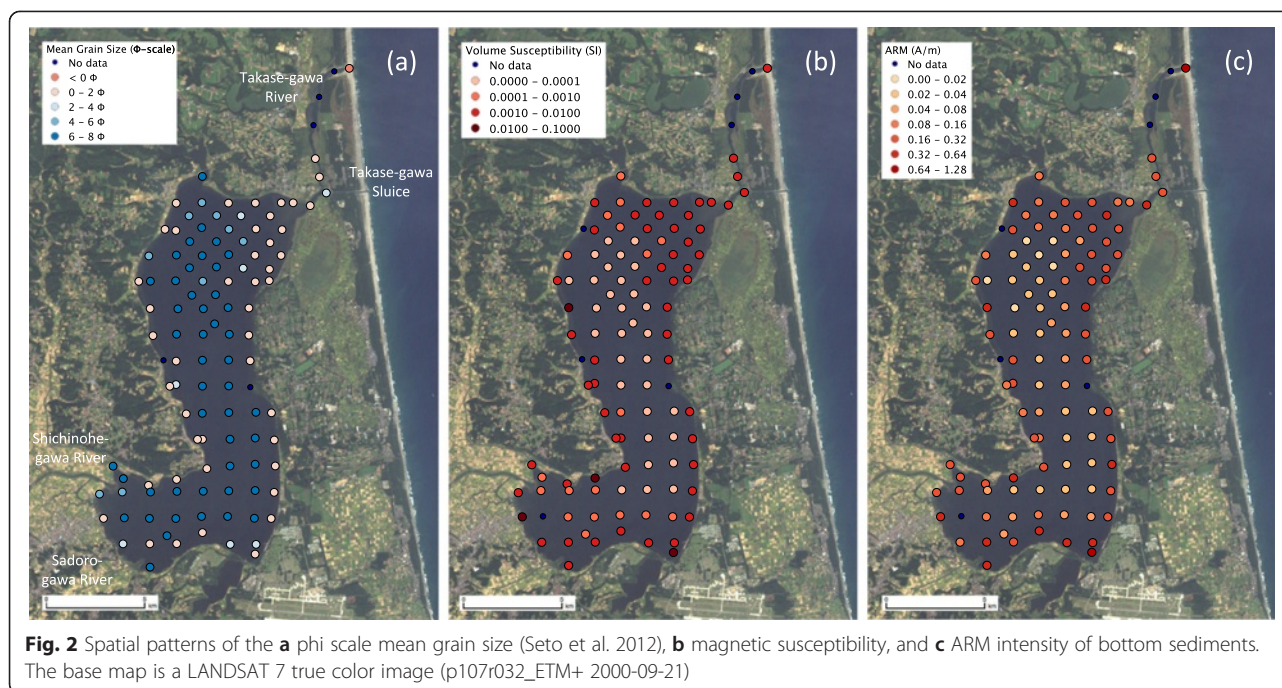 Mean Grain Size (Φ-scale)
No data
< 0 Φ
0 – 2 Φ
2 – 4 Φ
4 – 6 Φ
6 – 8 Φ
(a)
Takase-gawa
River
Takase-gawa
Sluice
Shichinohe-
gawa River
Sadoro-
gawa River
Volume Susceptibility (SI)
No data
0.0000 – 0.0001
0.0001 – 0.0010
0.0010 – 0.0100
0.0100 – 0.1000
(b)
ARM (A/m)
No data
0.00 – 0.02
0.02 – 0.04
0.04 – 0.08
0.08 – 0.16
0.16 – 0.32
0.32 – 0.64
0.64 – 1.28
(c)
Fig. 2 Spatial patterns of the a phi scale mean grain size (Seto et al. 2012), b magnetic susceptibility, and c ARM intensity of bottom sediments.
The base map is a LANDSAT 7 true color image (p107r032_ETM+ 2000-09-21)